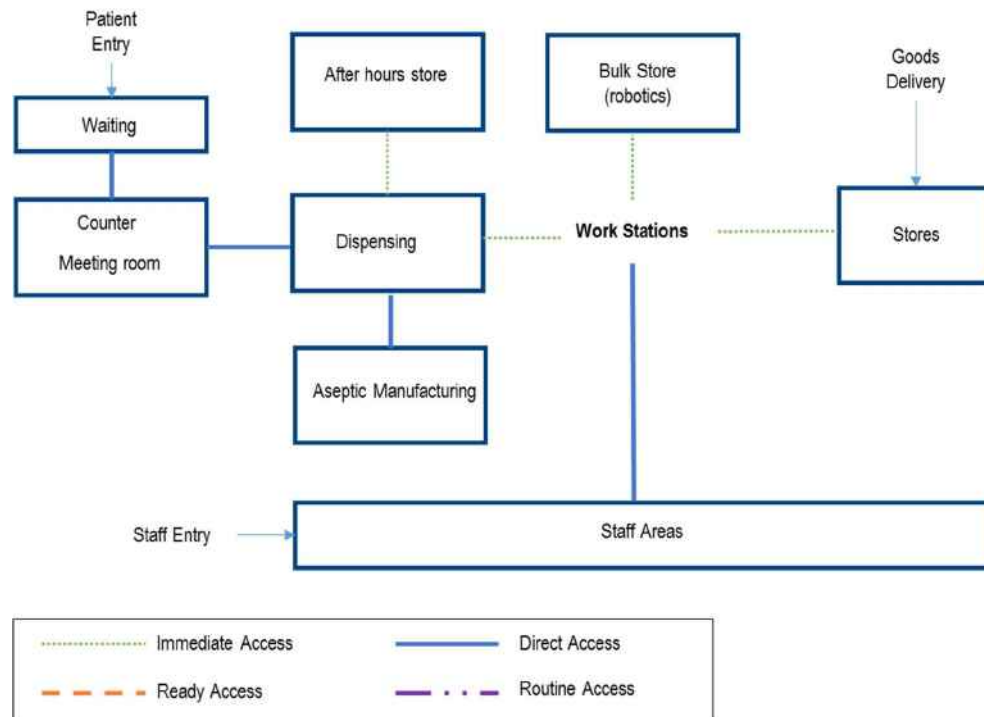 Patient
Entry
After hours store
Bulk Store
(robotics)
Goods
Delivery
Waiting
Counter
Meeting room
Dispensing
Work Stations
Stores
Aseptic Manufacturing
Staff Entry
Staff Areas
Immediate Access
Direct Access
Ready Access
Routine Access